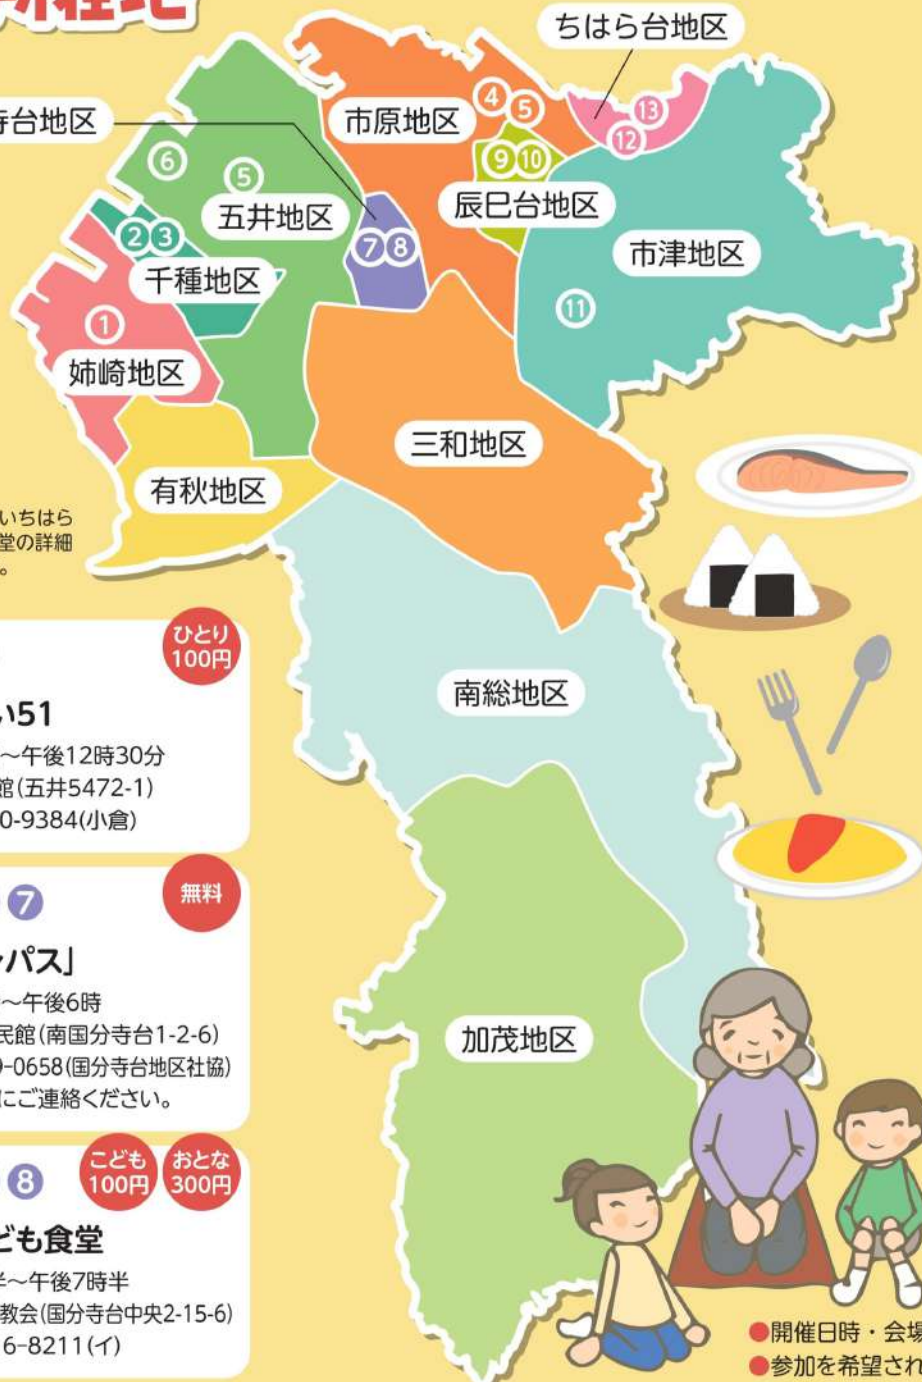 所在地
ちはら台地区
寺台地区
市原地区
④
⑤
⑬
⑫
⑥
⑤
五井地区
⑨⑩
辰巳台地区
②③
千種地区
⑦⑧
市津地区
①
姉崎地区
⑪
三和地区
有秋地区
いちはら
堂の詳細
。
南総地区
加茂地区
ひとり
100円
い51
～午後12時30分
館(五井5472-1)
0-9384(小倉)
❼
無料
パス」
～午後6時
民館(南国分寺台1-2-6)
-0658(国分寺台地区社協)
にご連絡ください。
❽
こども
100円
おとな
300円
ども食堂
半～午後7時半
教会(国分寺台中央2-15-6)
6-8211(イ)
●開催日時・会場
●参加を希望され